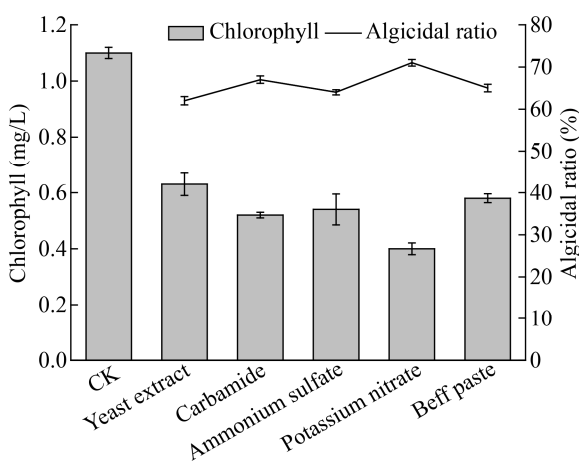 Chlorophyll
Algicidal ratio
Chlorophyll (mg/L)
1.2
1.0
0.8
0.6
0.4
0.2
0.0
Algicidal ratio (%)
80
70
60
50
40
30
20
10
0
CK
Yeast extract
Carbamide
Ammonium sulfate
Potassium nitrate
Beff paste